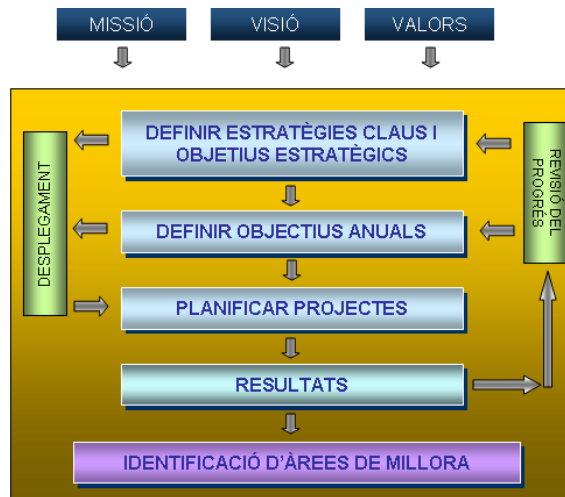 MISSIÓ
VISIÓ
VALORS
DEFINIR ESTRATÈGIES CLAUS I
OBJETIUS ESTRATÈGICS
DESPLEGAMENT
REVISIÓ DEL
PROGRÉS
DEFINIR OBJECTIUS ANUALS
PLANIFICAR PROJECTES
RESULTATS
IDENTIFICACIÓ D'ÀREES DE MILLORA